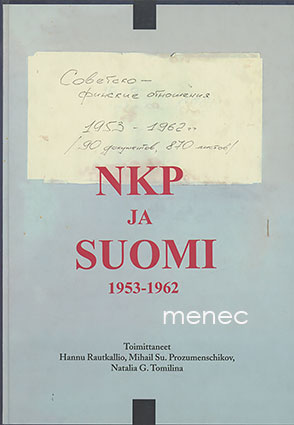 Советско-
финские отношения
1953 - 1962 гг
/90 документов, 870 листов/
NKP
JA
SUOMI
1953-1962
menec
Toimittaneet
Hannu Rautkallio, Mihail Su. Prozumenschikov,
Natalia G. Tomilina